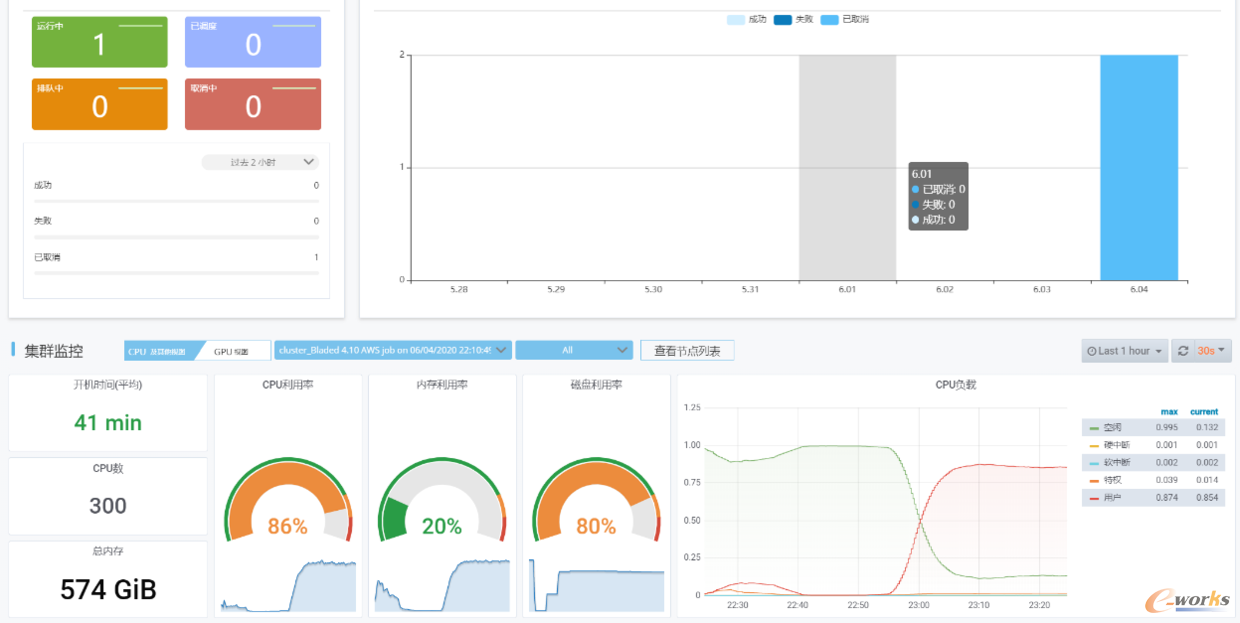 运行中
1
已调度
0
排队中
0
取消中
0
过去 2 小时
成功 0
失败 0
已取消 1
成功 失败 已取消
2
1
0
6.01
已取消: 0
失败: 0
成功: 0
5.28 5.29 5.30 5.31 6.01 6.02 6.03 6.04
集群监控
CPU
GPU 视图
cluster_Bladed 4.10 AWS job on 06/04/2020 22:10:49
All
查看节点列表
Last 1 hour
30s
开机时间(平均)
41 min
CPU数
300
总内存
574 GiB
CPU利用率
86%
内存利用率
20%
磁盘利用率
80%
CPU负载
1.25
1.00
0.75
0.50
0.25
0
22:30 22:40 22:50 23:00 23:10 23:20
max current
空闲 0.995 0.132
硬中断 0.001 0.001
软中断 0.002 0.002
特权 0.039 0.014
用户 0.874 0.854
e-works